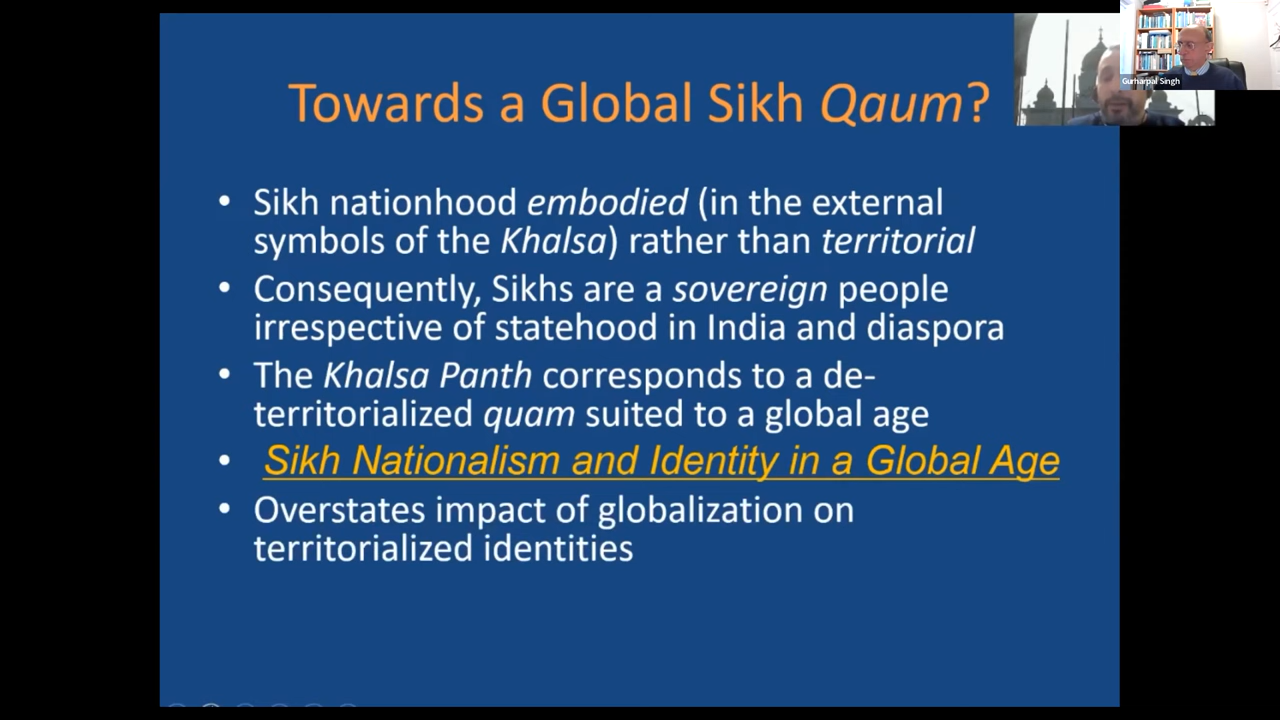 Towards a Global Sikh Qaum?
• Sikh nationhood embodied (in the external
symbols of the Khalsa) rather than territorial
• Consequently, Sikhs are a sovereign people
irrespective of statehood in India and diaspora
• The Khalsa Panth corresponds to a de-
territorialized quam suited to a global age
• Sikh Nationalism and Identity in a Global Age
• Overstates impact of globalization on
territorialized identities
Gurharpal Singh